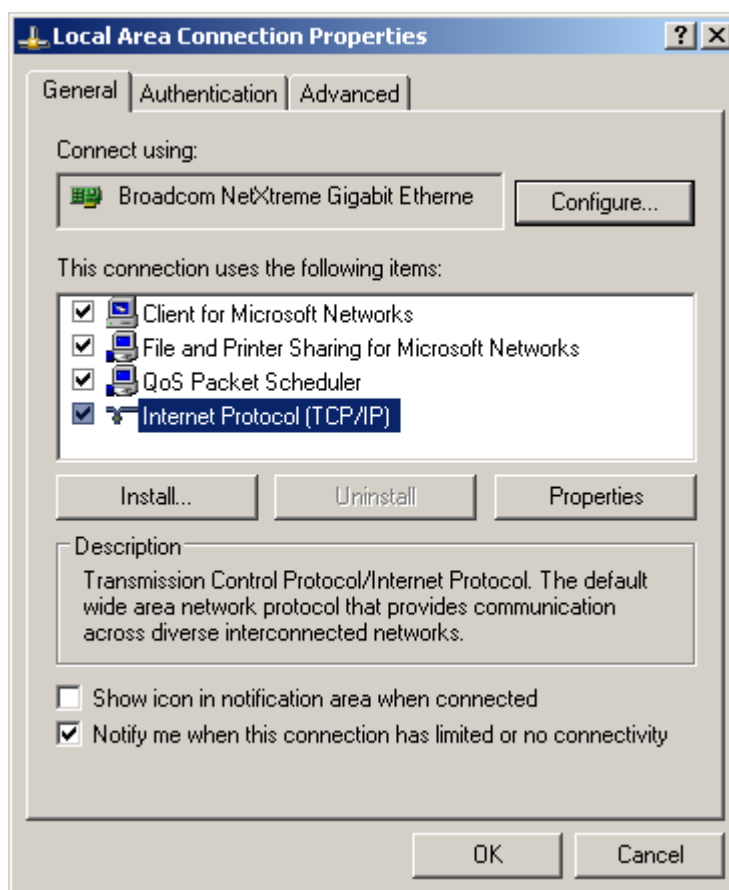 Local Area Connection Properties
General Authentication Advanced
Connect using:
Broadcom NetXtreme Gigabit Etherne
Configure...
This connection uses the following items:
Client for Microsoft Networks
File and Printer Sharing for Microsoft Networks
QoS Packet Scheduler
Internet Protocol (TCP/IP)
Install... Uninstall Properties
Description
Transmission Control Protocol/Internet Protocol. The default
wide area network protocol that provides communication
across diverse interconnected networks.
Show icon in notification area when connected
Notify me when this connection has limited or no connectivity
OK Cancel